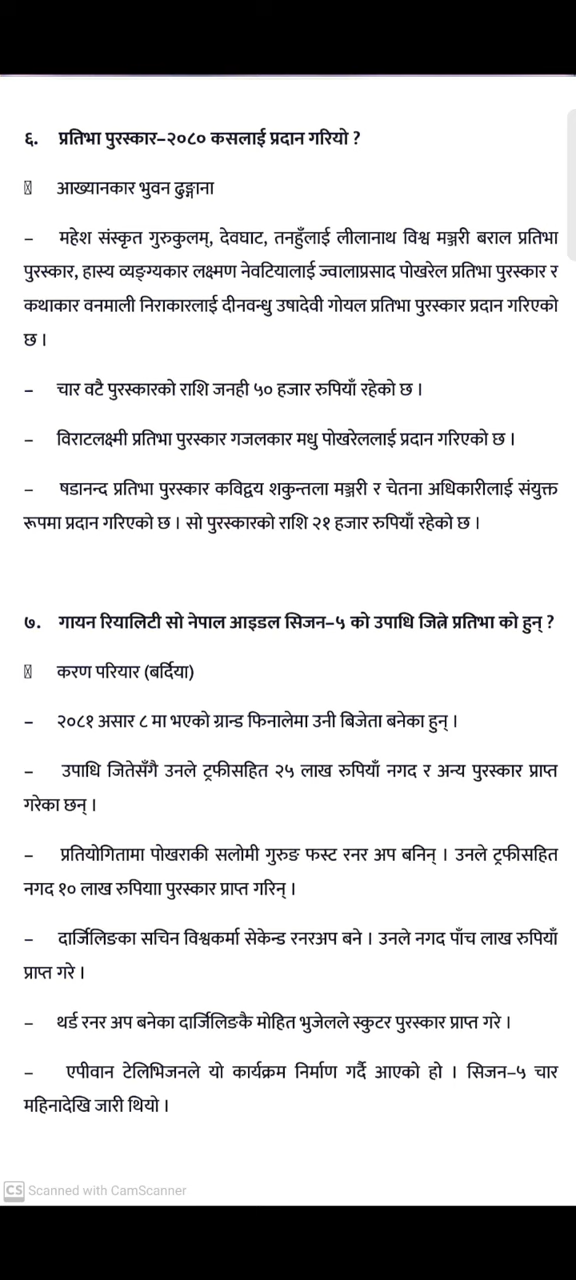 ६. प्रतिभा पुरस्कार–२०८० कसलाई प्रदान गरियो ?
आख्यानकार भुवन ढुङ्गाना
– महेश संस्कृत गुरुकुलम्, देवघाट, तनहुँलाई लीलानाथ विश्व मञ्जरी बराल प्रतिभा
पुरस्कार, हास्य व्यङ्ग्यकार लक्ष्मण नेवटियालाई ज्वालाप्रसाद पोखरेल प्रतिभा पुरस्कार र
कथाकार वनमाली निराकारलाई दीनवन्धु उषादेवी गोयल प्रतिभा पुरस्कार प्रदान गरिएको
छ ।
– चार वटै पुरस्कारको राशि जनही ५० हजार रुपियाँ रहेको छ ।
– विराटलक्ष्मी प्रतिभा पुरस्कार गजलकार मधु पोखरेललाई प्रदान गरिएको छ ।
– षडानन्द प्रतिभा पुरस्कार कविद्वय शकुन्तला मञ्जरी र चेतना अधिकारीलाई संयुक्त
रूपमा प्रदान गरिएको छ । सो पुरस्कारको राशि २१ हजार रुपियाँ रहेको छ ।
७. गायन रियालिटी सो नेपाल आइडल सिजन–५ को उपाधि जित्ने प्रतिभा को हुन् ?
करण परियार (बर्दिया)
– २०८१ असार ८ मा भएको ग्रान्ड फिनालेमा उनी बिजेता बनेका हुन् ।
– उपाधि जितेसँगै उनले ट्रफीसहित २५ लाख रुपियाँ नगद र अन्य पुरस्कार प्राप्त
गरेका छन् ।
– प्रतियोगितामा पोखराकी सलोमी गुरुङ फस्ट रनर अप बनिन् । उनले ट्रफीसहित
नगद १० लाख रुपियाा पुरस्कार प्राप्त गरिन् ।
– दार्जिलिङका सचिन विश्वकर्मा सेकेन्ड रनरअप बने । उनले नगद पाँच लाख रुपियाँ
प्राप्त गरे ।
– थर्ड रनर अप बनेका दार्जिलिङकै मोहित भुजेलले स्कुटर पुरस्कार प्राप्त गरे ।
– एपीवान टेलिभिजनले यो कार्यक्रम निर्माण गर्दै आएको हो । सिजन–५ चार
महिनादेखि जारी थियो ।
CS Scanned with CamScanner